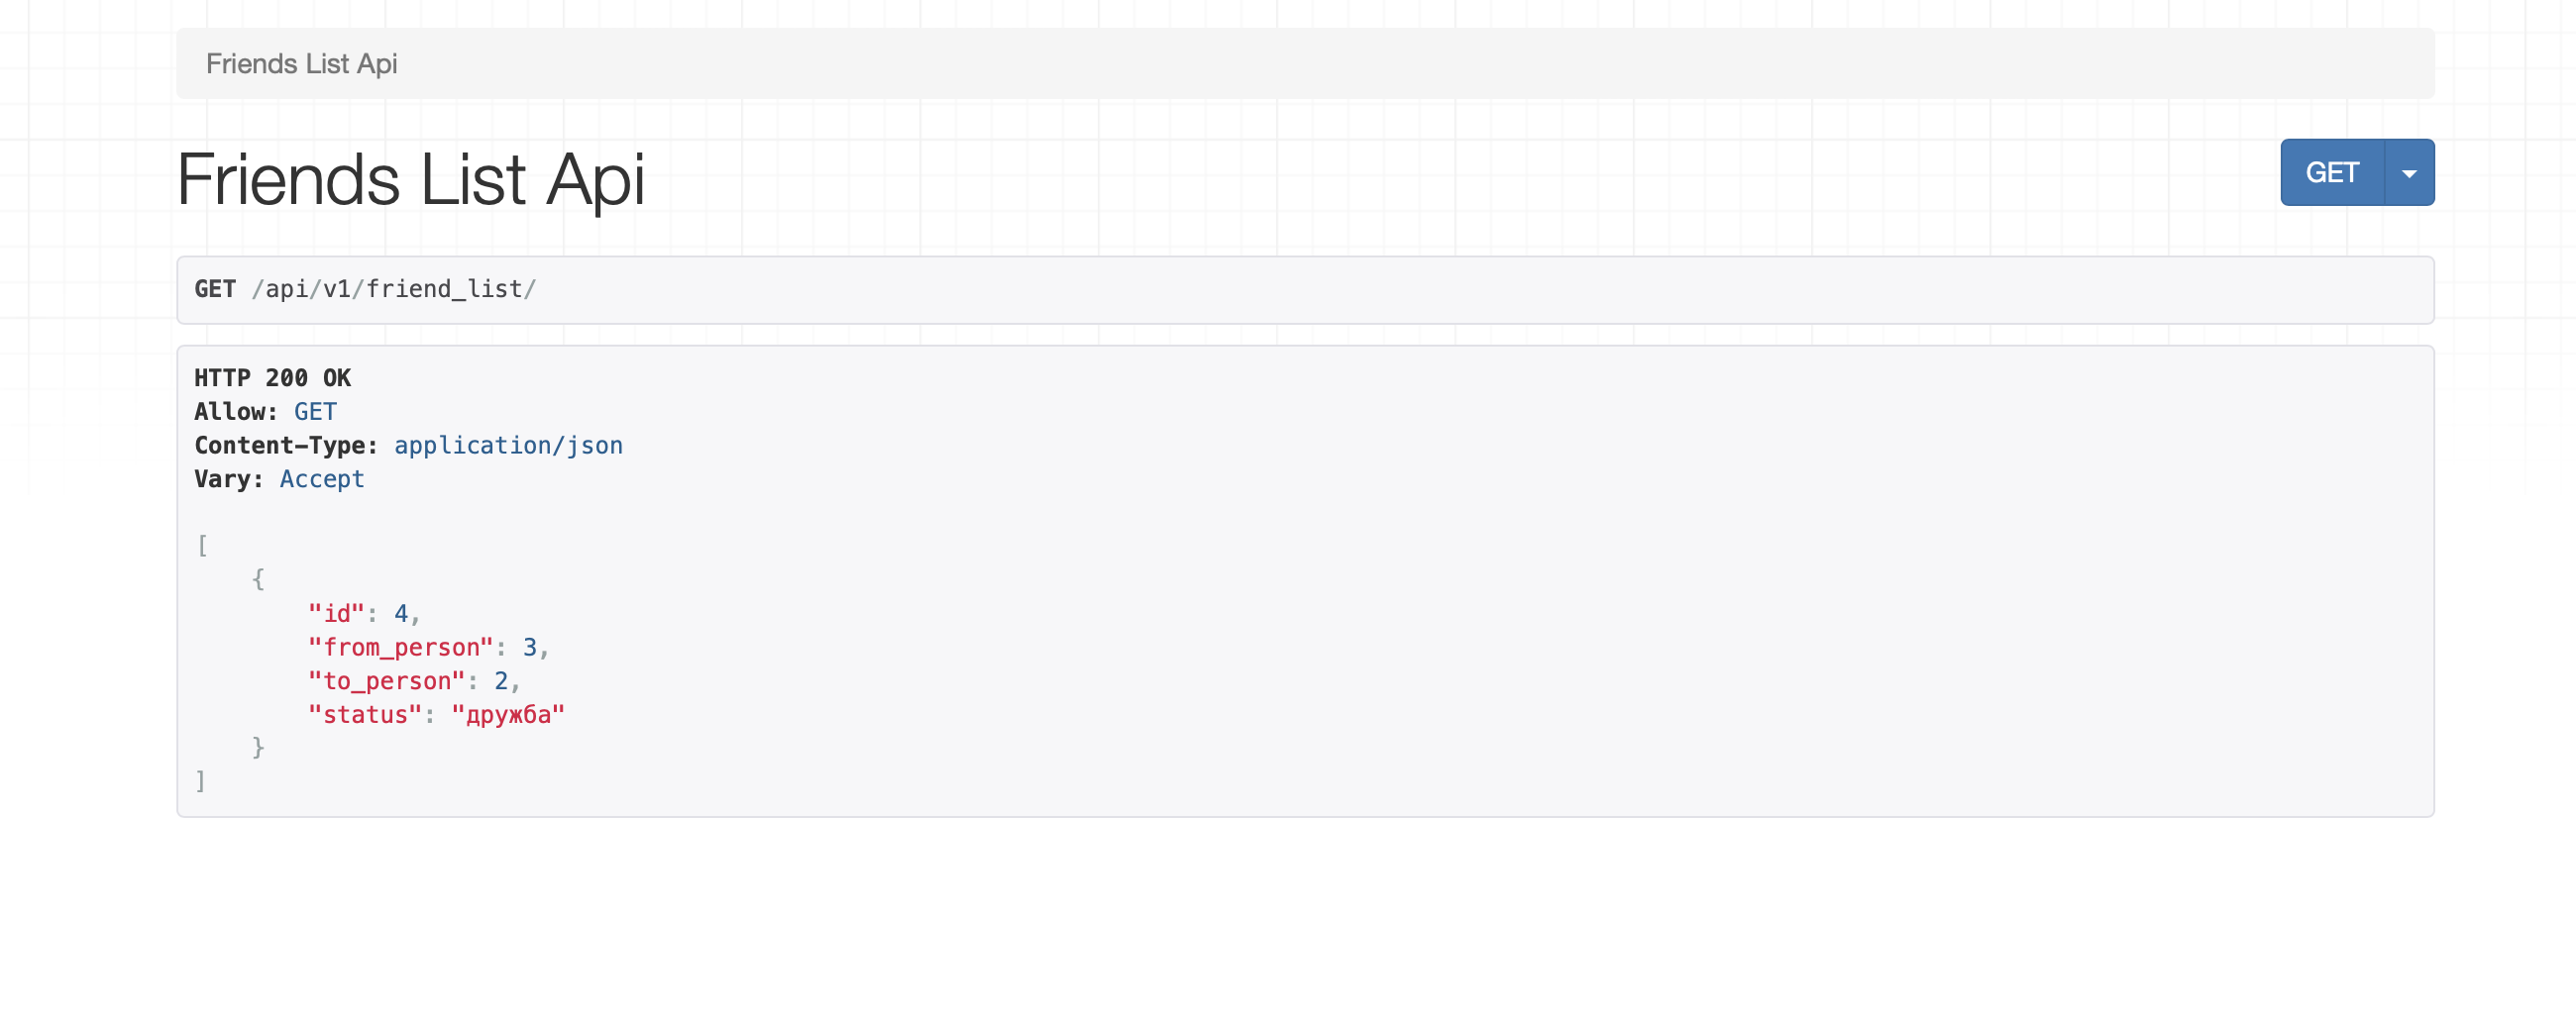 Friends List Api
Friends List Api
GET
GET /api/v1/friend_list/
HTTP 200 OK
Allow: GET
Content-Type: application/json
Vary: Accept
[
    {
        "id": 4,
        "from_person": 3,
        "to_person": 2,
        "status": "дружба"
    }
]